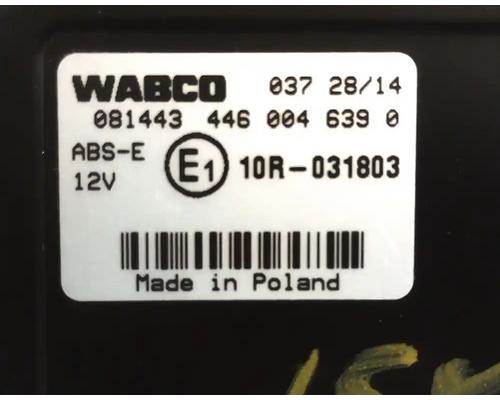 WABCO 037 28/14
081443 446 004 639 0
ABS-E E1 10R-031803
12V
Made in Poland